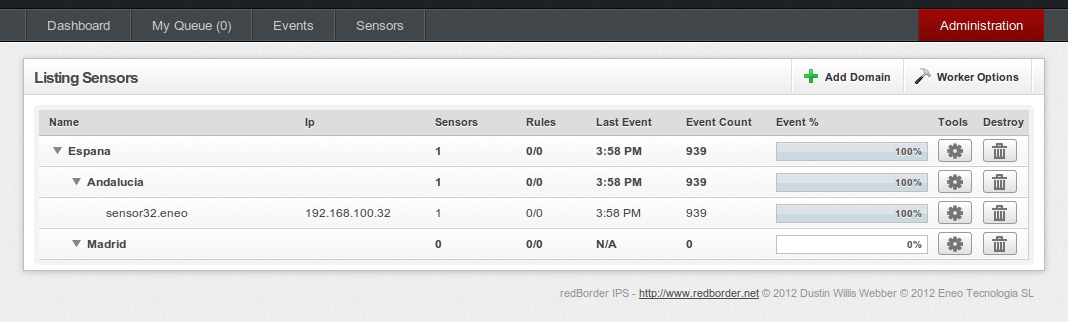 Dashboard My Queue (0) Events Sensors Administration
Listing Sensors Add Domain Worker Options
Name Ip Sensors Rules Last Event Event Count Event % Tools Destroy
Espana 1 0/0 3:58 PM 939 100%
Andalucia 1 0/0 3:58 PM 939 100%
sensor32.eneo 192.168.100.32 1 0/0 3:58 PM 939 100%
Madrid 0 0/0 N/A 0 0%
redBorder IPS - http://www.redborder.net © 2012 Dustin Willis Webber © 2012 Eneo Tecnologia SL